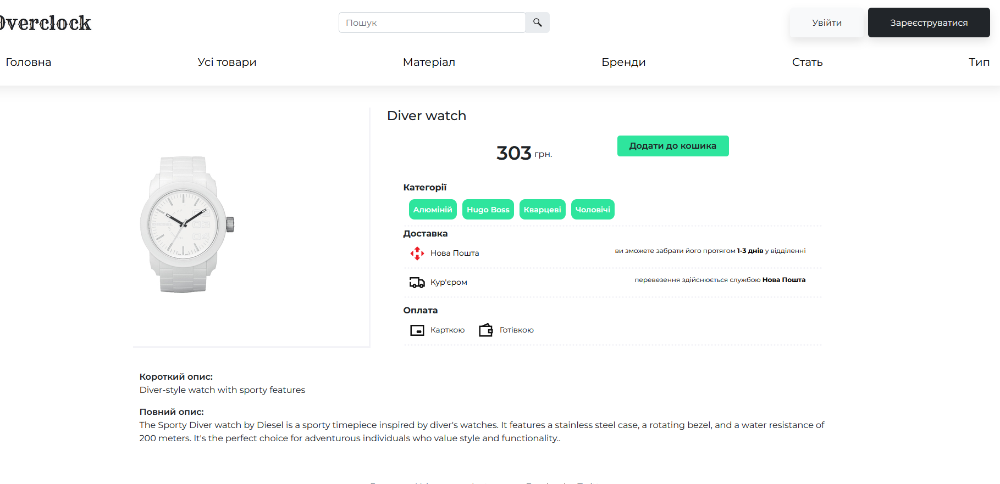 Overclock
Пошук
Увійти
Зареєструватися
Головна
Усі товари
Матеріал
Бренди
Стать
Тип
Diver watch
303 грн.
Додати до кошика
Категорії
Алюміній
Hugo Boss
Кварцеві
Чоловічі
Доставка
Нова Пошта
ви зможете забрати його протягом 1-3 днів у відділенні
Кур'єром
перевезення здійснюється службою Нова Пошта
Оплата
Карткою
Готівкою
Короткий опис:
Diver-style watch with sporty features
Повний опис:
The Sporty Diver watch by Diesel is a sporty timepiece inspired by diver's watches. It features a stainless steel case, a rotating bezel, and a water resistance of
200 meters. It's the perfect choice for adventurous individuals who value style and functionality..